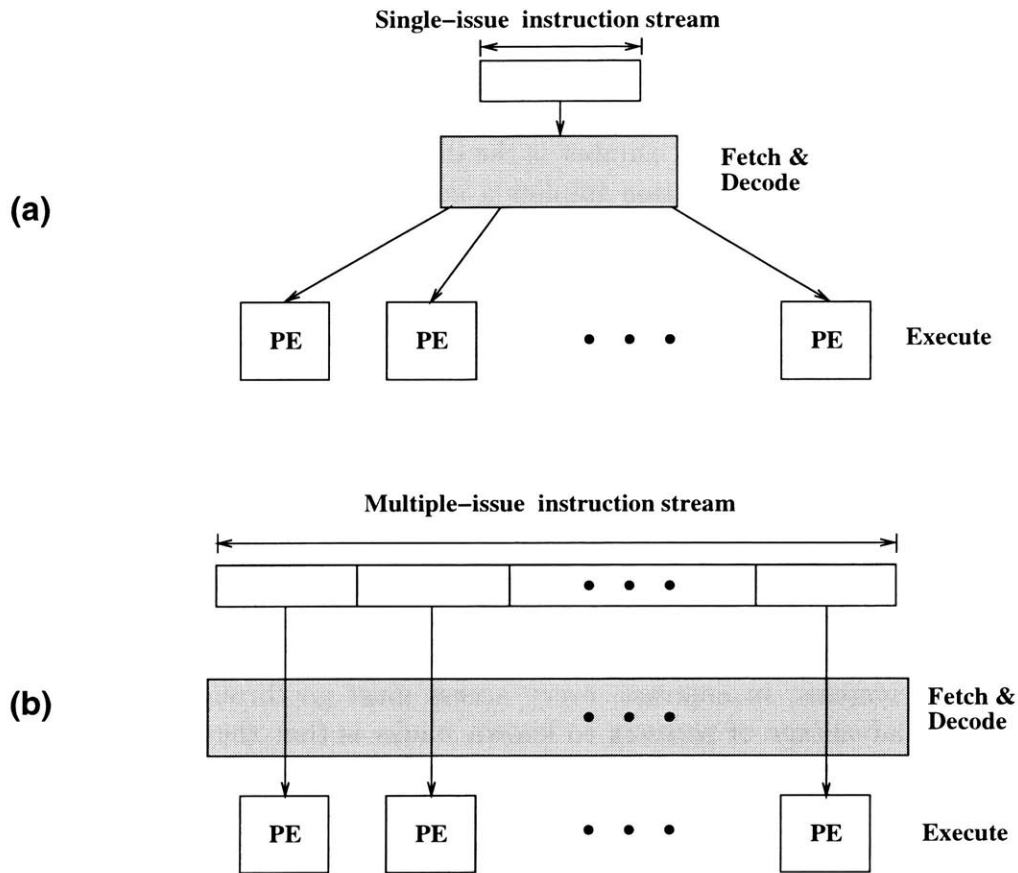 Single-issue instruction stream
Fetch &
Decode
(a)
PE PE PE Execute
Multiple-issue instruction stream
(b)
Fetch &
Decode
PE PE PE Execute